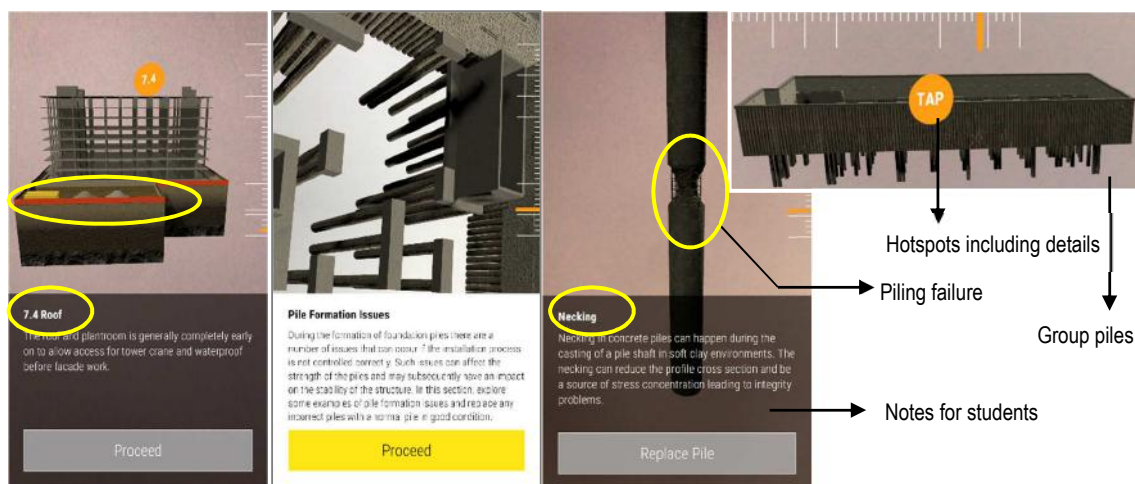 7.4
7.4 Roof
The roof and plantroom is generally completely early
on to allow access for tower crane and waterproof
before facade work.
Proceed
Pile Formation Issues
During the formation of foundation piles there are a
number of issues that can occur if the installation process
is not controlled correctly. Such issues can affect the
strength of the piles and may subsequently have an impact
on the stability of the structure. In this section, explore
some examples of pile formation issues and replace any
incorrect piles with a normal pile in good condition.
Proceed
Necking
Necking in concrete piles can happen during the
casting of a pile shaft in soft clay environments. The
necking can reduce the profile cross section and be
a source of stress concentration leading to integrity
problems.
Replace Pile
TAP
Hotspots including details
Piling failure
Group piles
Notes for students